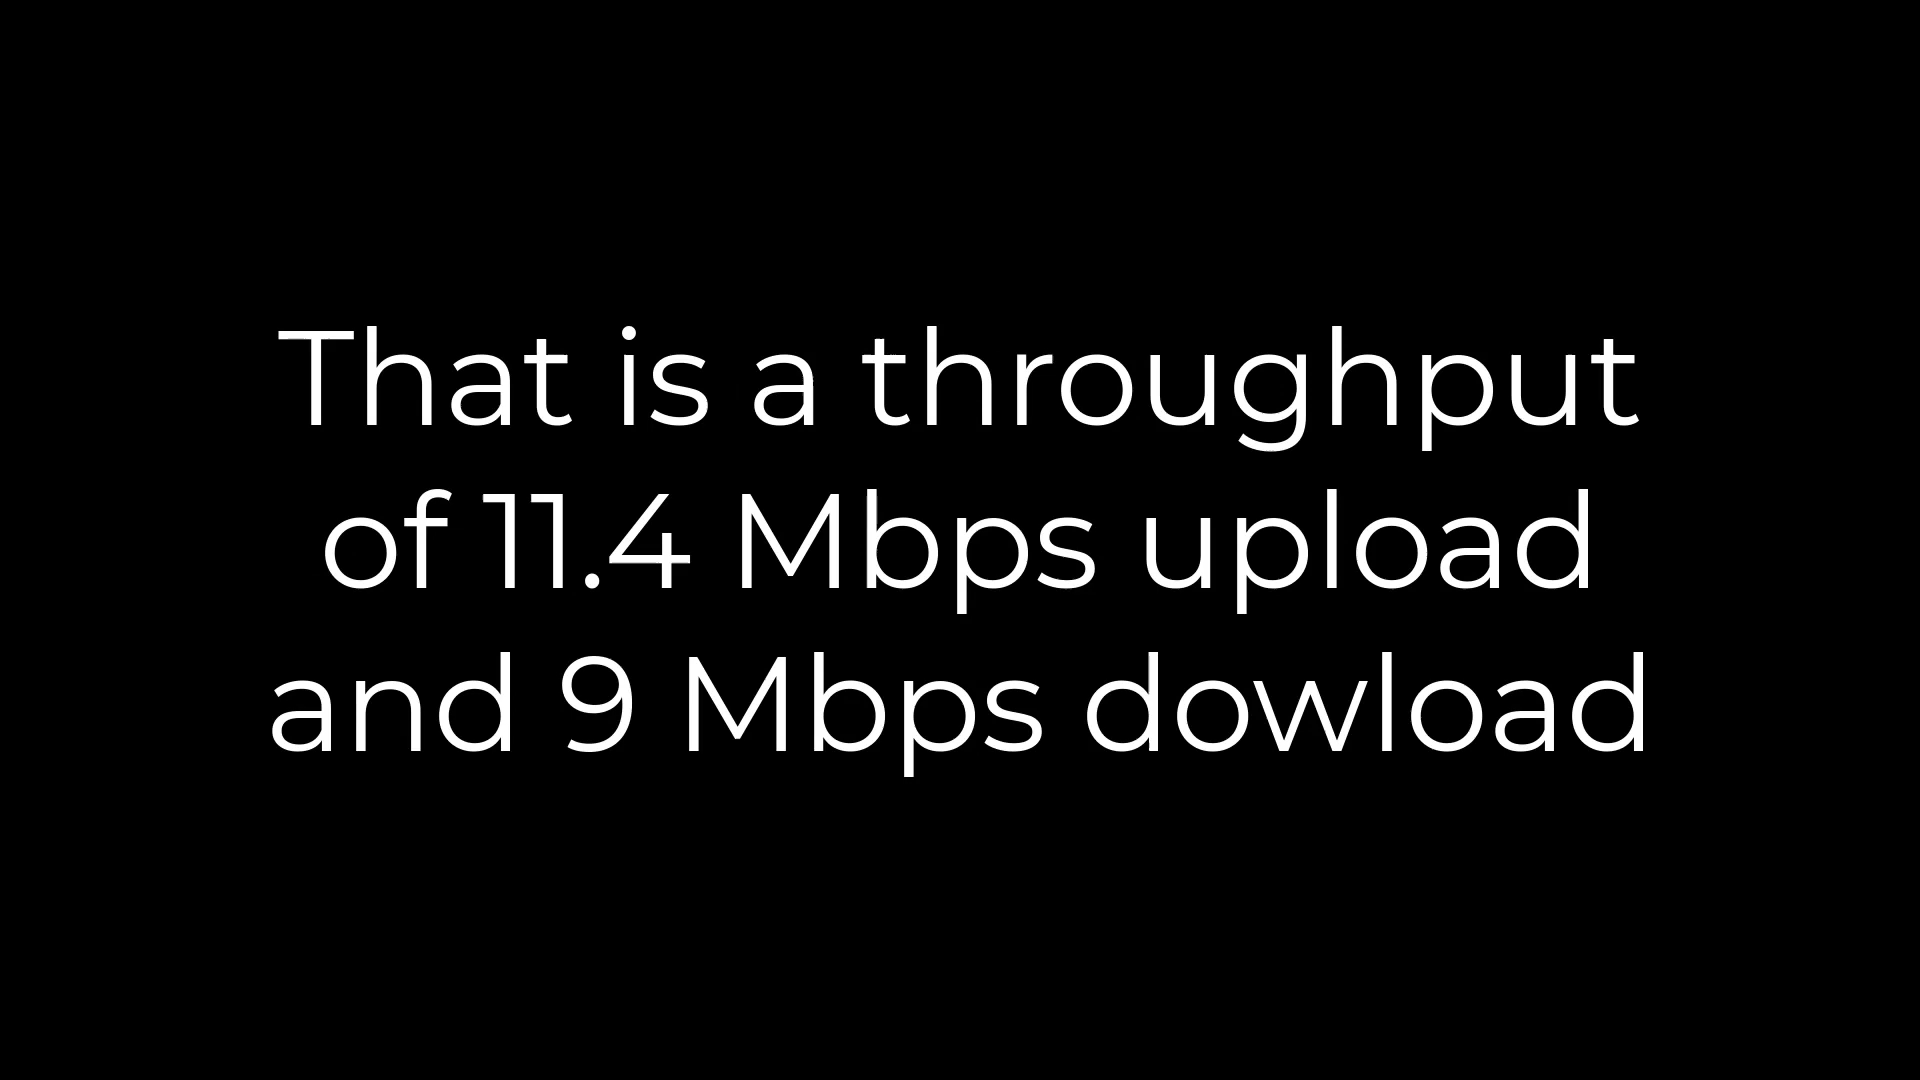 That is a throughput
of 11.4 Mbps upload
and 9 Mbps dowload